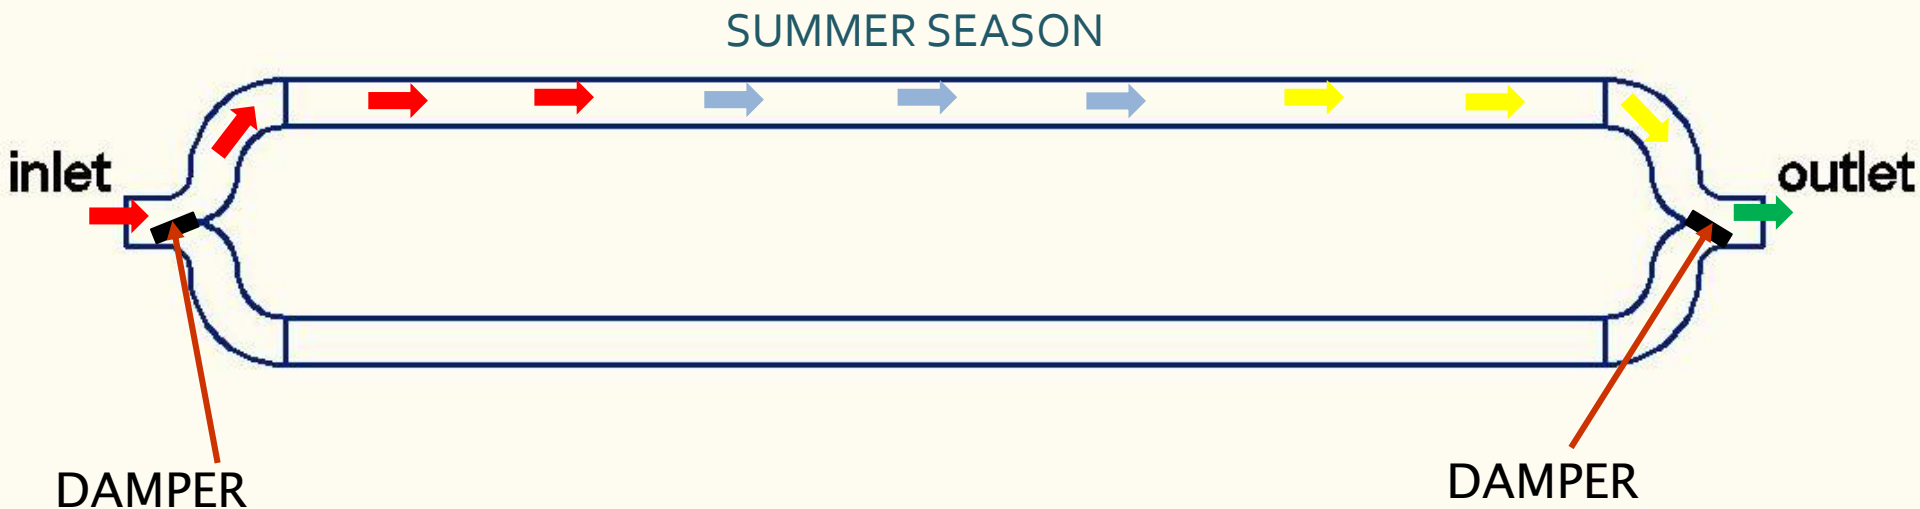 SUMMER SEASON
inlet
outlet
DAMPER
DAMPER